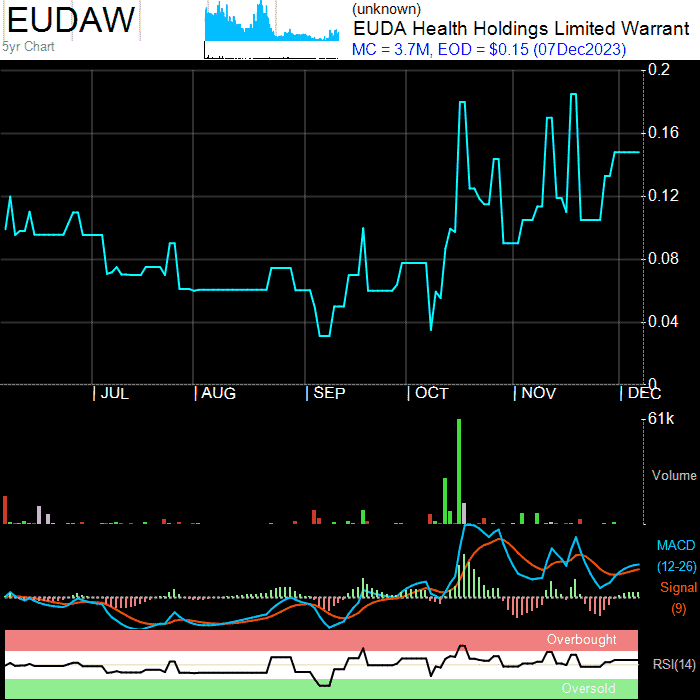 EUDAW
5yr Chart
(unknown)
EUDA Health Holdings Limited Warrant
MC = 3.7M, EOD = $0.15 (07Dec2023)
0.2
0.16
0.12
0.08
0.04
0
JUL AUG SEP OCT NOV DEC
61k
Volume
MACD
(12-26)
Signal
(9)
Overbought
RSI(14)
Oversold